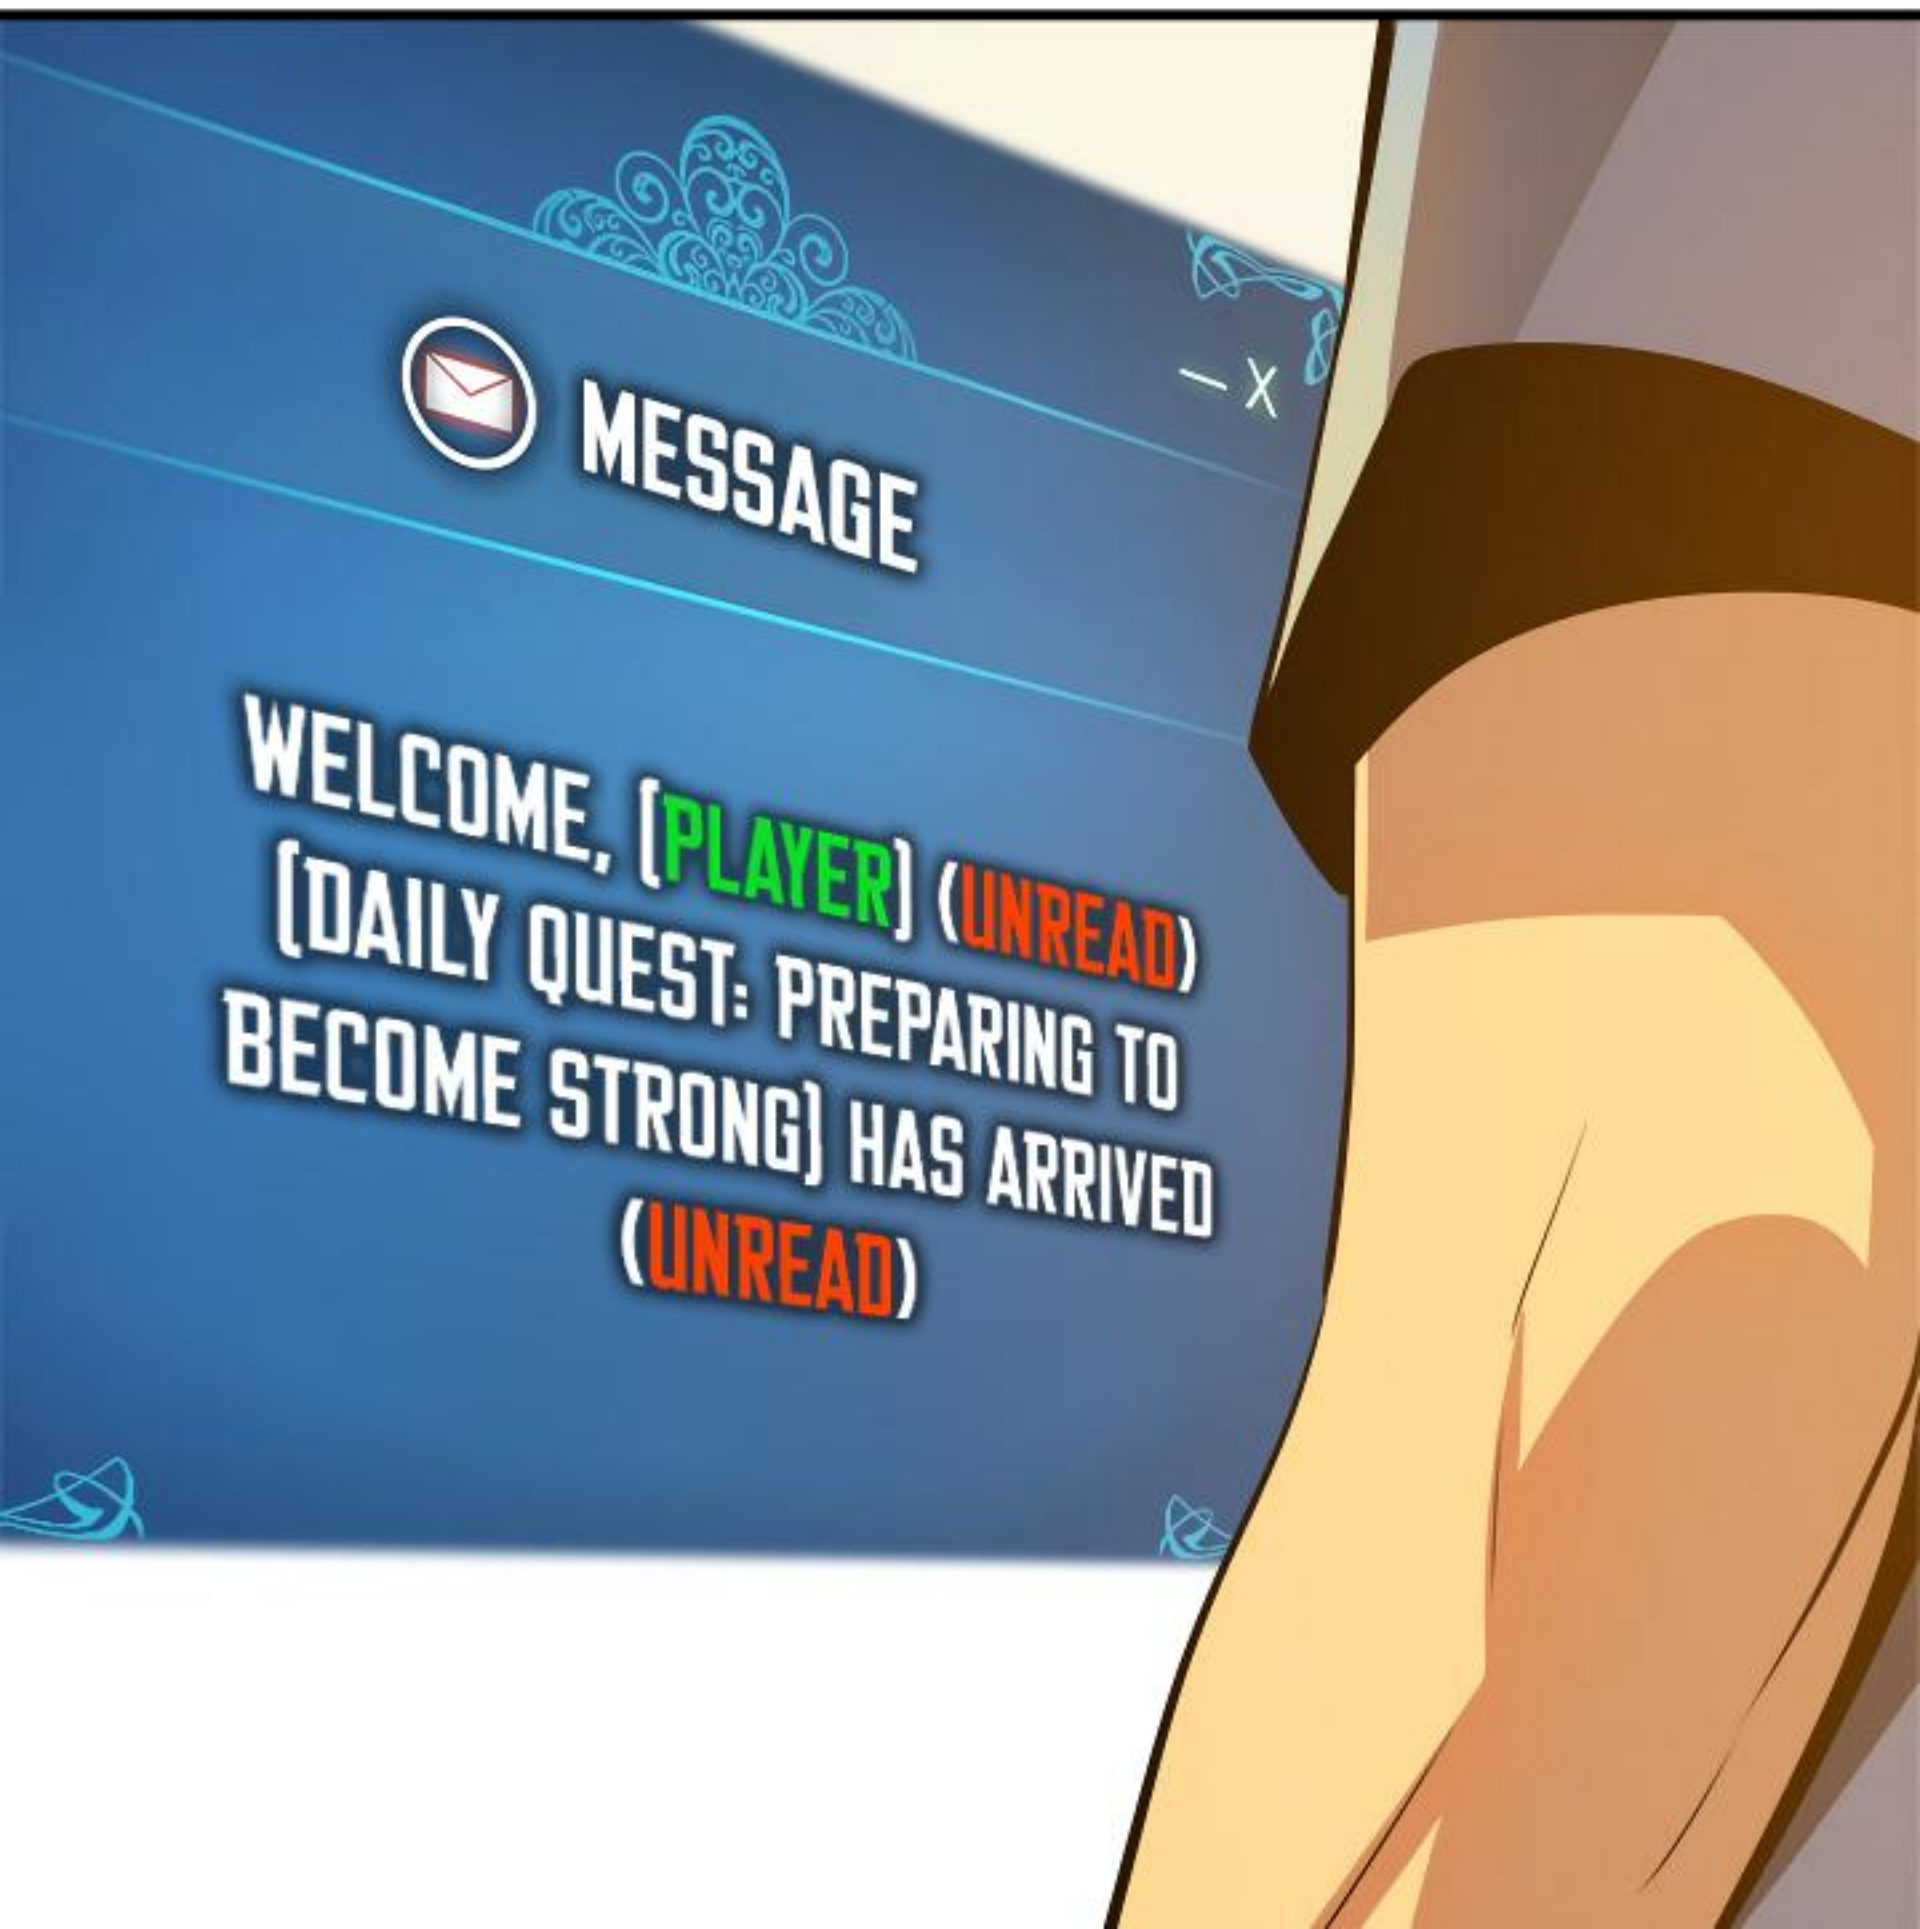 — X
MESSAGE
WELCOME, [PLAYER] (UNREAD)
[DAILY QUEST: PREPARING TO
BECOME STRONG] HAS ARRIVED
(UNREAD)